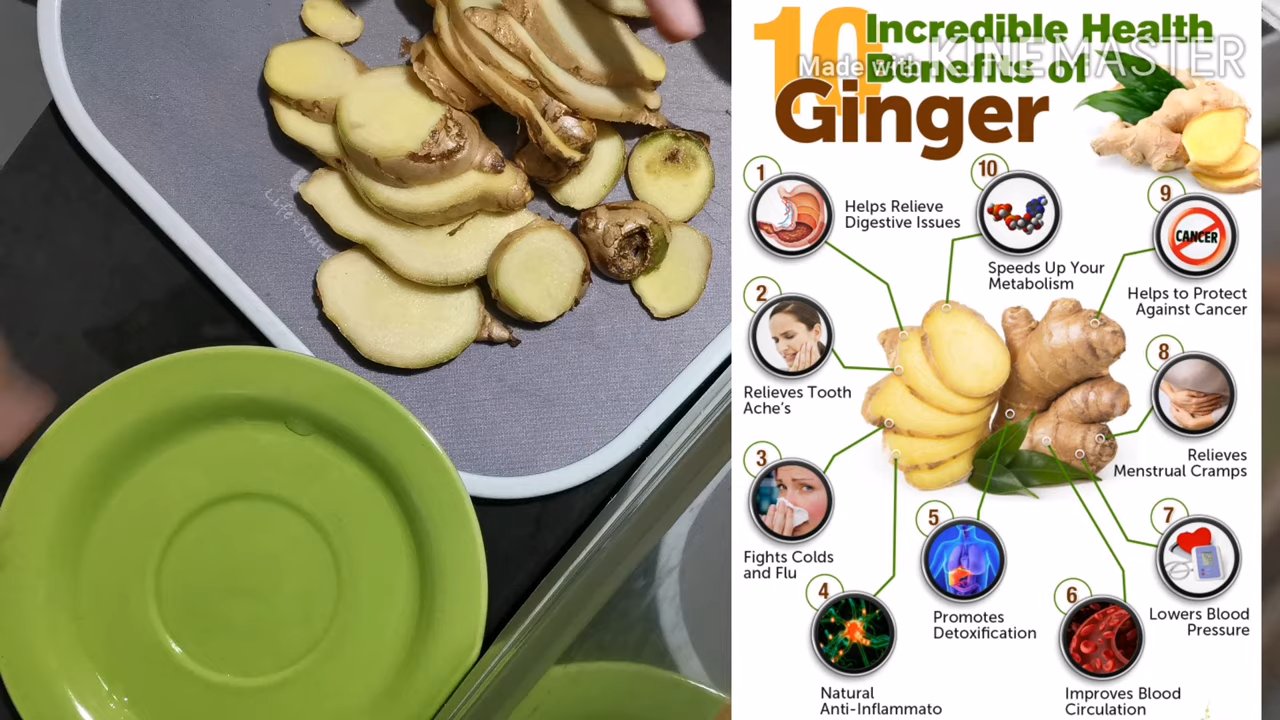 10 Incredible Health
Benefits of
Ginger
Made with KINEMASTER
1
Helps Relieve
Digestive Issues
2
Relieves Tooth
Ache's
3
Fights Colds
and Flu
4
Natural
Anti-Inflammato
5
Promotes
Detoxification
6
Improves Blood
Circulation
7
Lowers Blood
Pressure
8
Relieves
Menstrual Cramps
9
CANCER
Helps to Protect
Against Cancer
10
Speeds Up Your
Metabolism
Life